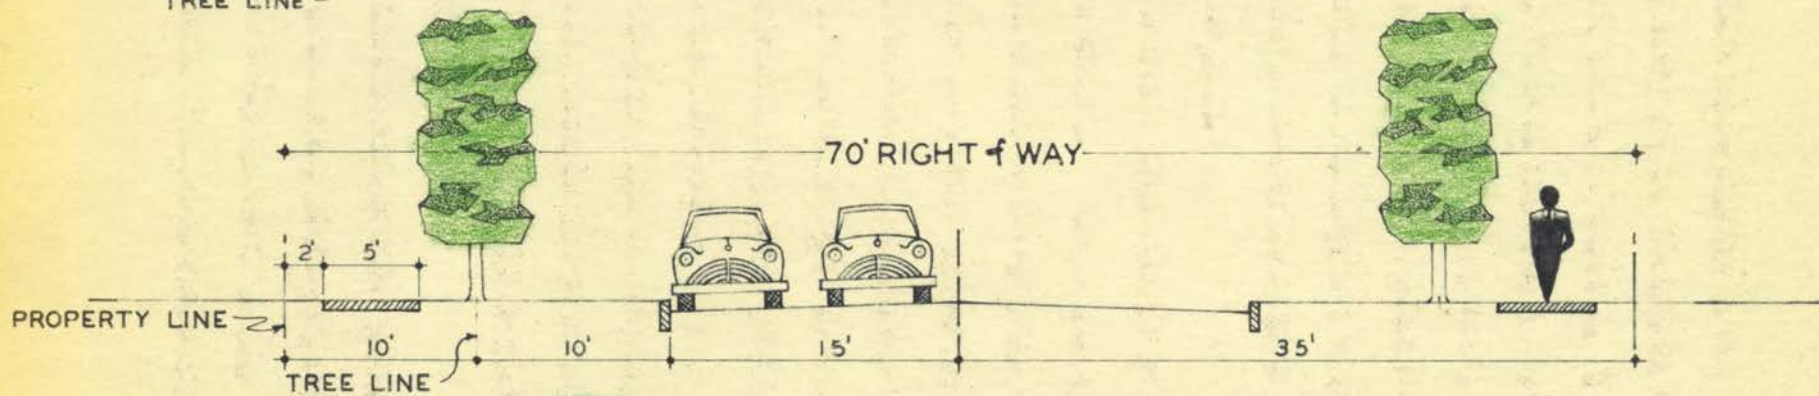 TREE LINE
70' RIGHT of WAY
2' 5'
PROPERTY LINE
10' 10' 15' 35'
TREE LINE